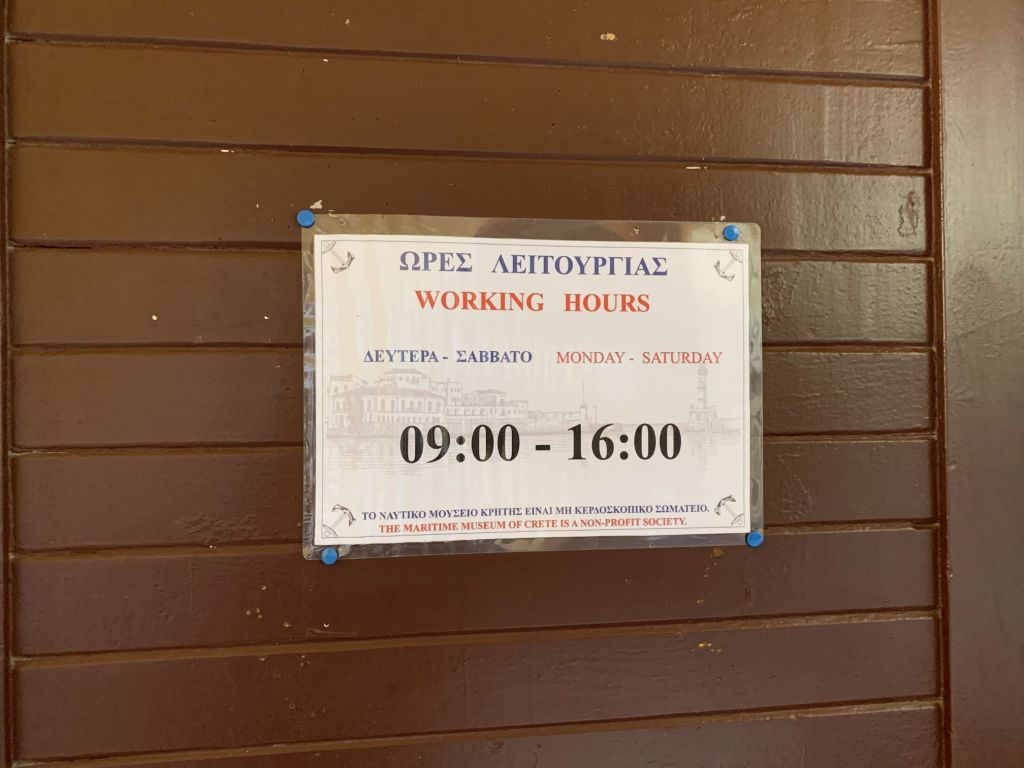 ΩΡΕΣ ΛΕΙΤΟΥΡΓΙΑΣ
WORKING HOURS
ΔΕΥΤΕΡΑ - ΣΑΒΒΑΤΟ MONDAY - SATURDAY
09:00 - 16:00
ΤΟ ΝΑΥΤΙΚΟ ΜΟΥΣΕΙΟ ΚΡΗΤΗΣ ΕΙΝΑΙ ΜΗ ΚΕΡΔΟΣΚΟΠΙΚΟ ΣΩΜΑΤΕΙΟ.
THE MARITIME MUSEUM OF CRETE IS A NON-PROFIT SOCIETY.